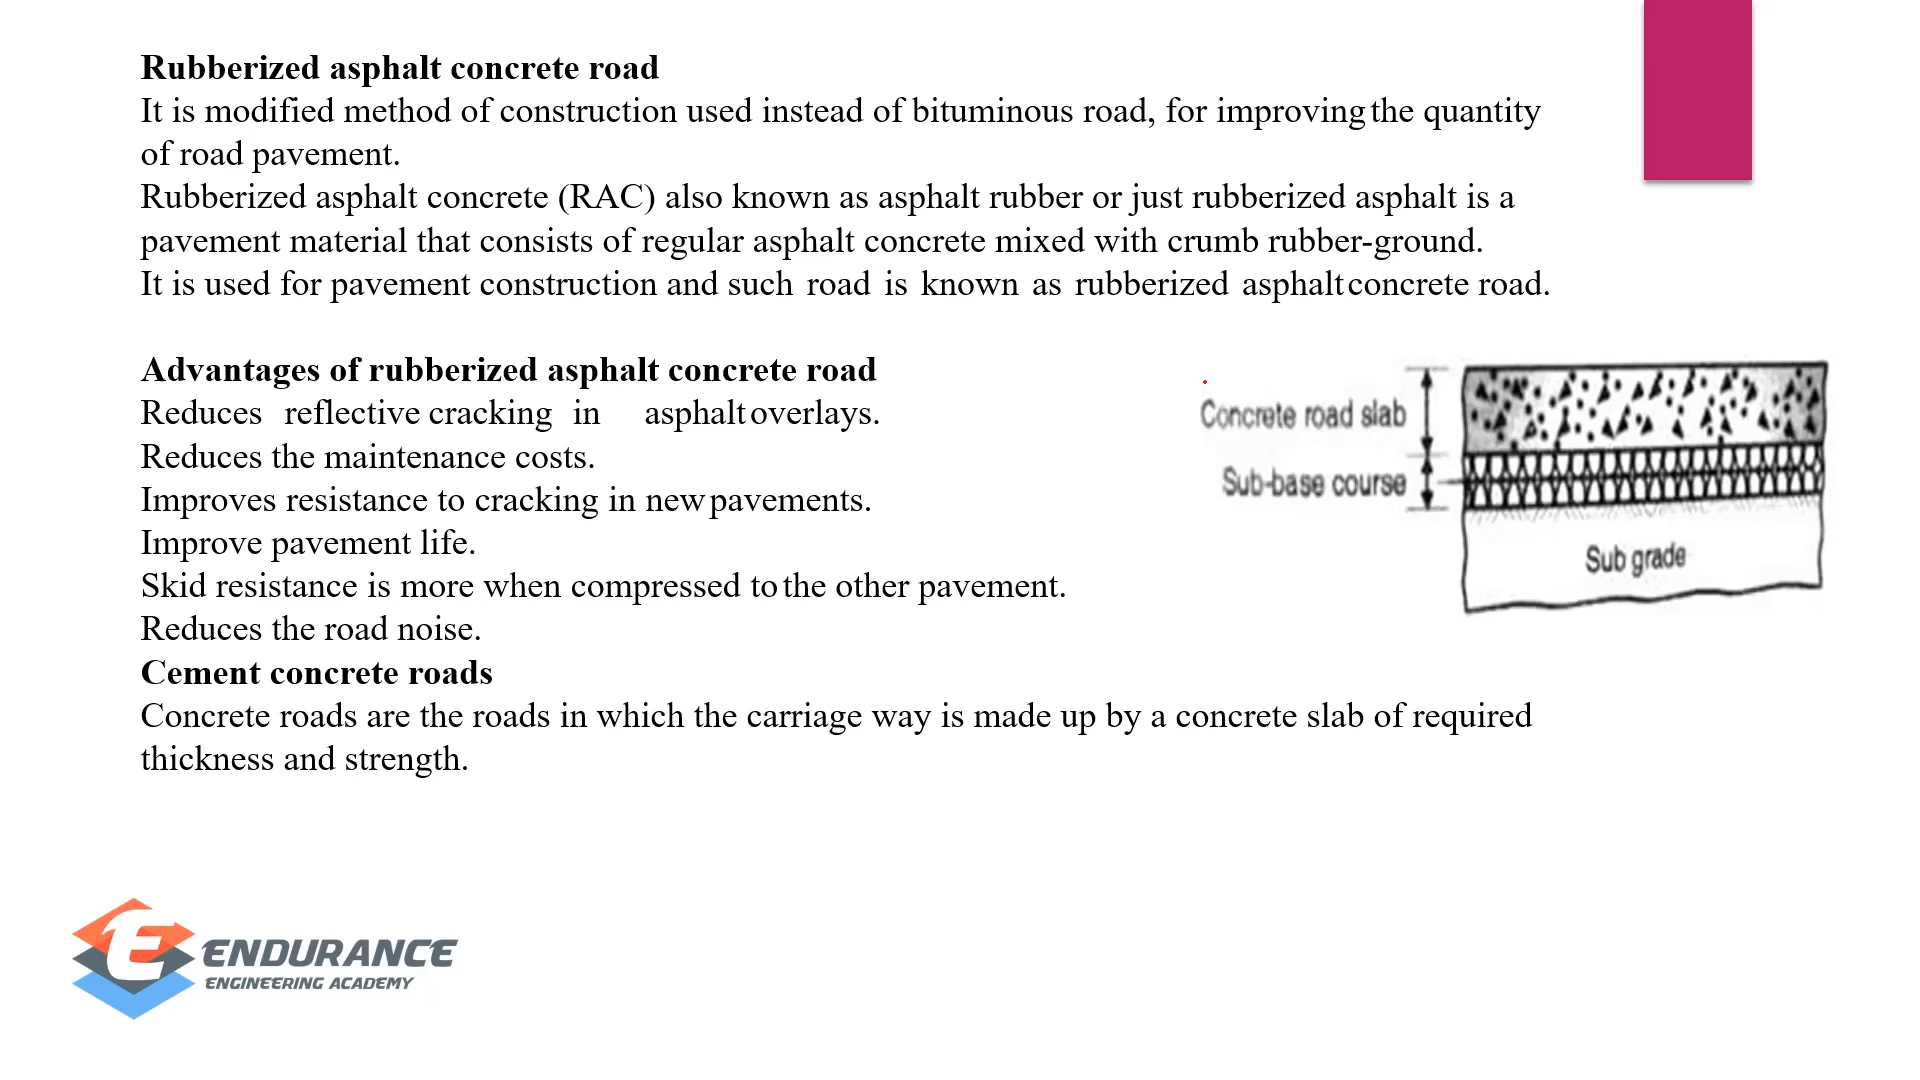 Rubberized asphalt concrete road
It is modified method of construction used instead of bituminous road, for improving the quantity
of road pavement.
Rubberized asphalt concrete (RAC) also known as asphalt rubber or just rubberized asphalt is a
pavement material that consists of regular asphalt concrete mixed with crumb rubber-ground.
It is used for pavement construction and such road is known as rubberized asphalt concrete road.
Advantages of rubberized asphalt concrete road
Reduces reflective cracking in asphalt overlays.
Reduces the maintenance costs.
Improves resistance to cracking in new pavements.
Improve pavement life.
Skid resistance is more when compressed to the other pavement.
Reduces the road noise.
Cement concrete roads
Concrete roads are the roads in which the carriage way is made up by a concrete slab of required
thickness and strength.
Concrete road slab
Sub-base course
Sub grade
E ENDURANCE
ENGINEERING ACADEMY